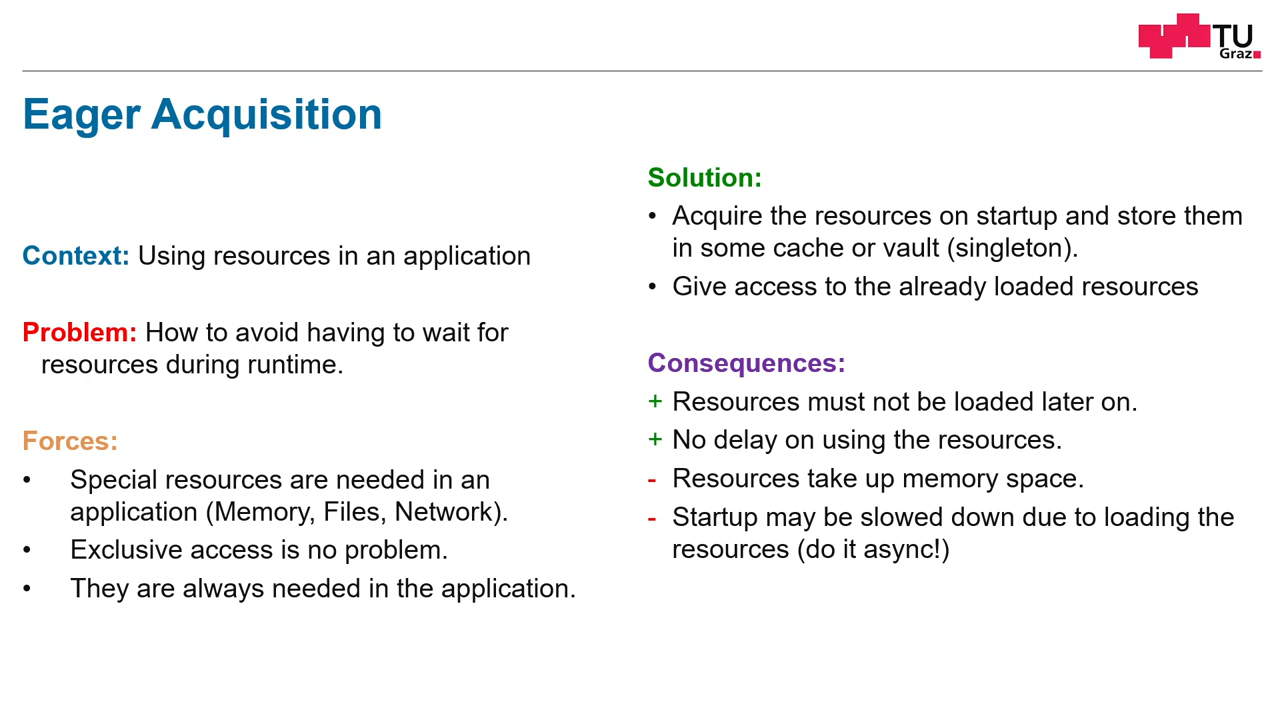 TU
Graz
Eager Acquisition
Context: Using resources in an application
Problem: How to avoid having to wait for
resources during runtime.
Forces:
• Special resources are needed in an
application (Memory, Files, Network).
• Exclusive access is no problem.
• They are always needed in the application.
Solution:
• Acquire the resources on startup and store them
in some cache or vault (singleton).
• Give access to the already loaded resources
Consequences:
+ Resources must not be loaded later on.
+ No delay on using the resources.
- Resources take up memory space.
- Startup may be slowed down due to loading the
resources (do it async!)